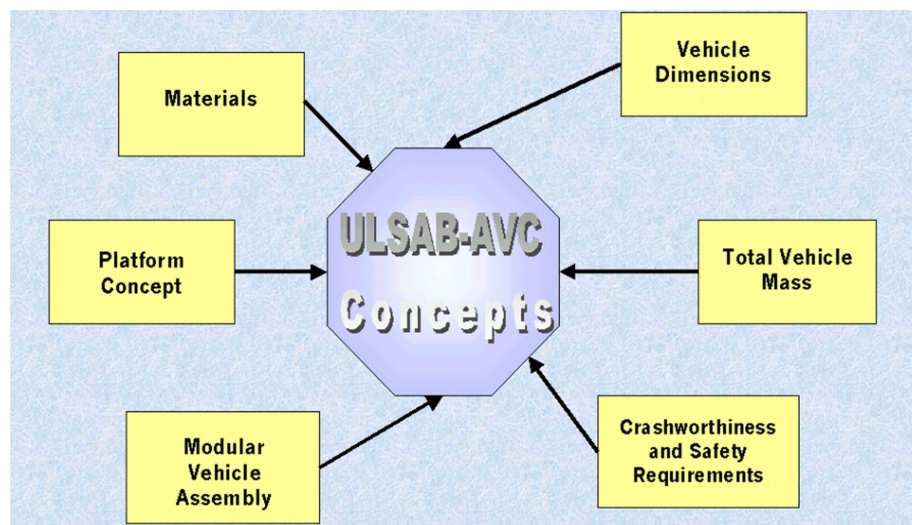 Materials
Vehicle
Dimensions
ULSAB-AVC
Concepts
Platform
Concept
Total Vehicle
Mass
Modular
Vehicle
Assembly
Crashworthiness
and Safety
Requirements